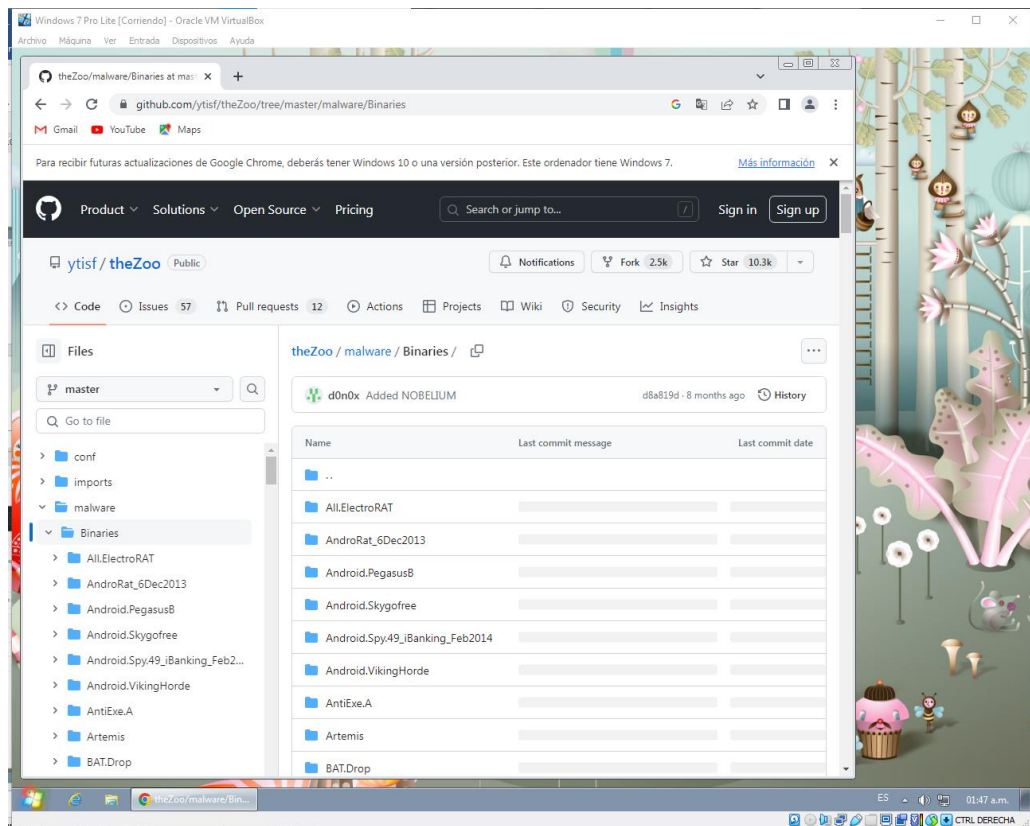 Windows 7 Pro Lite [Corriendo] - Oracle VM VirtualBox
Archivo Máquina Ver Entrada Dispositivos Ayuda
theZoo/malware/Binaries at mas
github.com/ytisf/theZoo/tree/master/malware/Binaries
Gmail YouTube Maps
Para recibir futuras actualizaciones de Google Chrome, deberás tener Windows 10 o una versión posterior. Este ordenador tiene Windows 7. Más información
Product Solutions Open Source Pricing Search or jump to... / Sign in Sign up
ytisf / theZoo Public Notifications Fork 2.5k Star 10.3k
Code Issues 57 Pull requests 12 Actions Projects Wiki Security Insights
Files
master
Go to file
conf
imports
malware
Binaries
All.ElectroRAT
AndroRat_6Dec2013
Android.PegasusB
Android.Skygofree
Android.Spy.49_iBanking_Feb2...
Android.VikingHorde
AntiExe.A
Artemis
BAT.Drop
theZoo / malware / Binaries /
d0n0x Added NOBELIUM d8a819d · 8 months ago History
Name Last commit message Last commit date
..
All.ElectroRAT
AndroRat_6Dec2013
Android.PegasusB
Android.Skygofree
Android.Spy.49_iBanking_Feb2014
Android.VikingHorde
AntiExe.A
Artemis
BAT.Drop
theZoo/malware/Bin...
ES 01:47 a.m.
CTRL DERECHA